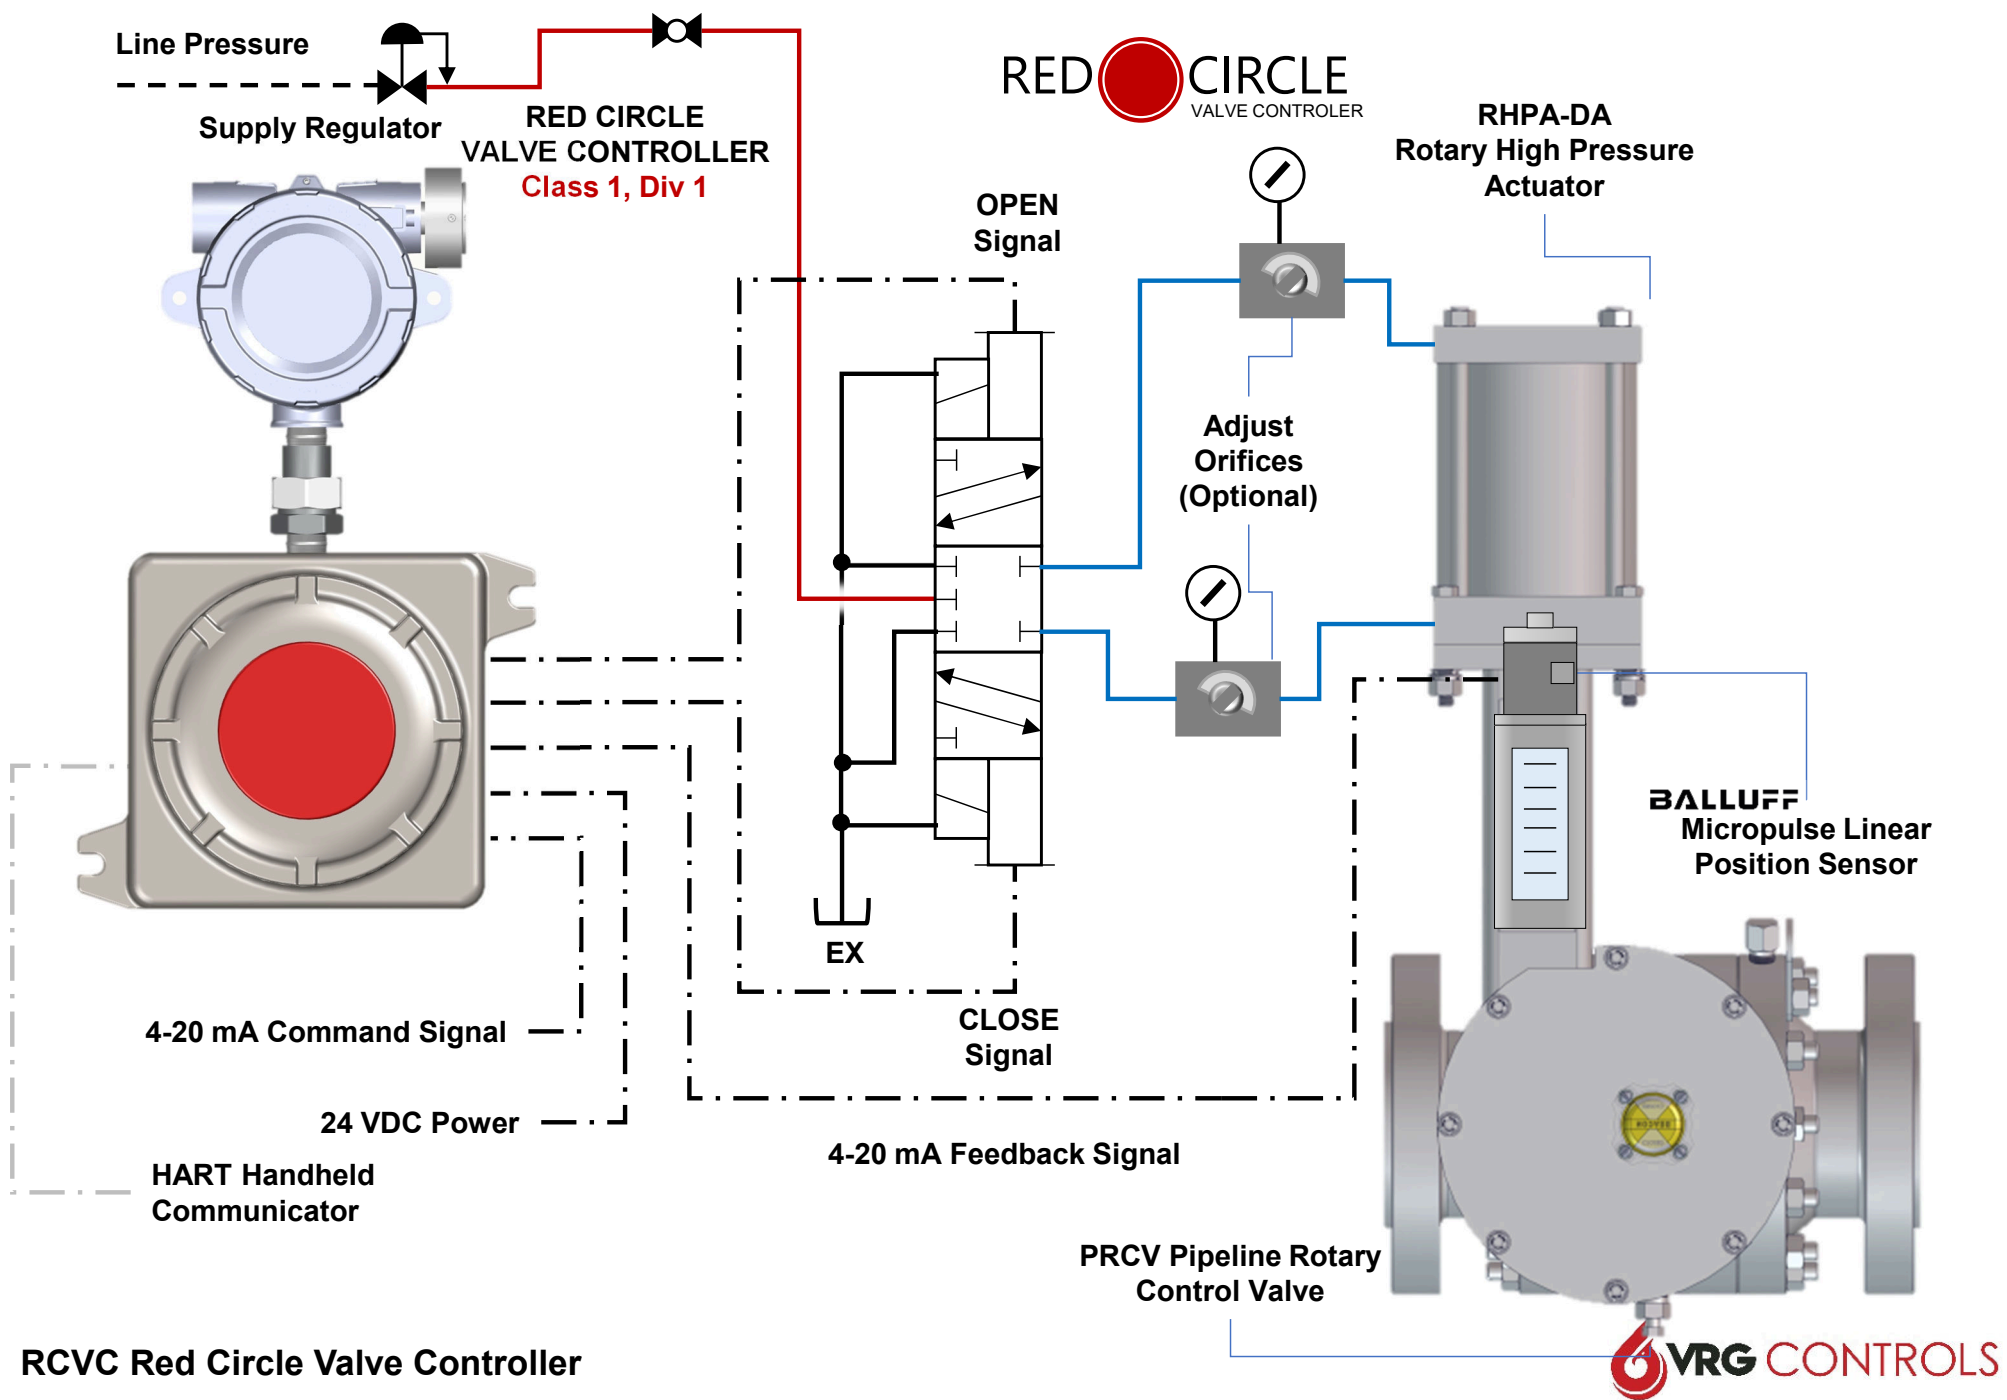 Line Pressure
Supply Regulator
RED CIRCLE
VALVE CONTROLLER
Class 1, Div 1
RED CIRCLE
VALVE CONTROLER
RHPA-DA
Rotary High Pressure
Actuator
OPEN
Signal
Adjust
Orifices
(Optional)
BALLUFF
Micropulse Linear
Position Sensor
EX
CLOSE
Signal
4-20 mA Command Signal
24 VDC Power
HART Handheld
Communicator
4-20 mA Feedback Signal
PRCV Pipeline Rotary
Control Valve
RCVC Red Circle Valve Controller
VRG CONTROLS